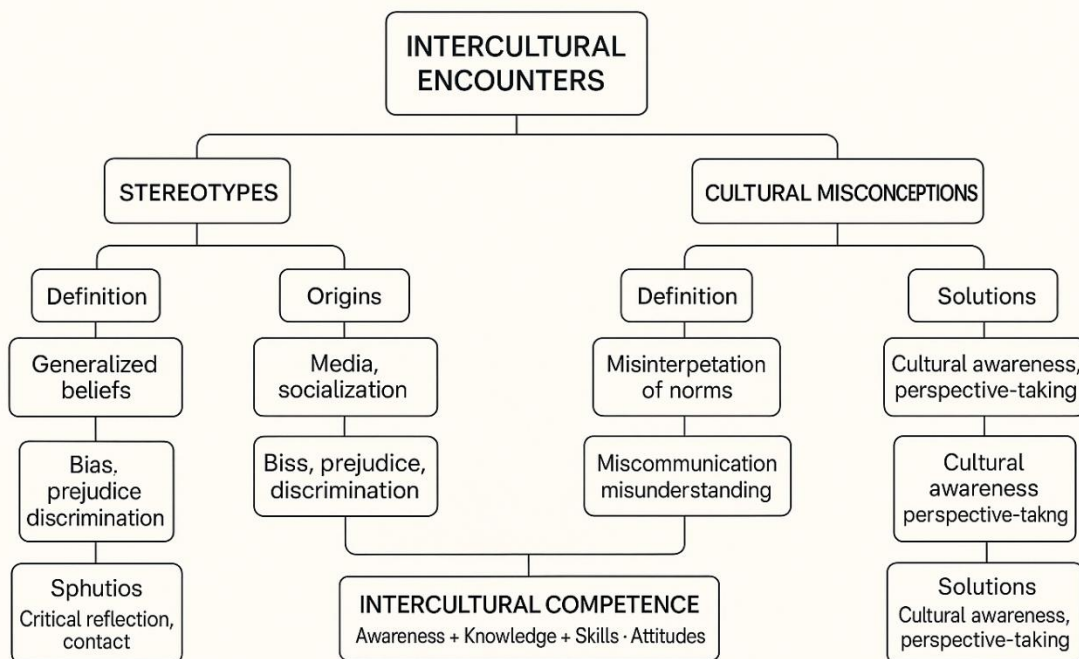 INTERCULTURAL
ENCOUNTERS
STEREOTYPES
CULTURAL MISCONCEPTIONS
Definition
Origins
Definition
Solutions
Generalized
beliefs
Media,
socialization
Misinterpetation
of norms
Cultural awareness,
perspective-taking
Bias.
prejudice
discrimination
Biss, prejudice,
discrimination
Miscommunication
misunderstanding
Cultural
awareness
perspective-takng
Sphutios
Critical reflection,
contact
INTERCULTURAL COMPETENCE
Awareness + Knowledge + Skills · Attitudes
Solutions
Cultural awareness,
perspective-taking